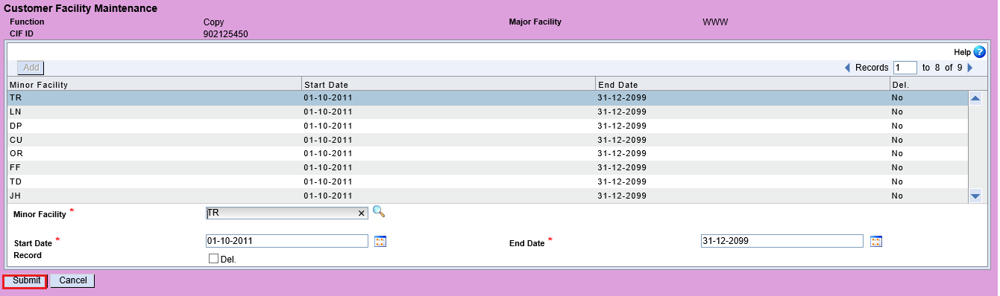 Customer Facility Maintenance
Function Copy Major Facility WWW
CIF ID 902125450
Help ?
Add Records 1 to 8 of 9
Minor Facility Start Date End Date Del.
TR 01-10-2011 31-12-2099 No
LN 01-10-2011 31-12-2099 No
DP 01-10-2011 31-12-2099 No
CU 01-10-2011 31-12-2099 No
OR 01-10-2011 31-12-2099 No
FF 01-10-2011 31-12-2099 No
TD 01-10-2011 31-12-2099 No
JH 01-10-2011 31-12-2099 No
Minor Facility * TR ×
Start Date * 01-10-2011 End Date * 31-12-2099
Record Del.
Submit Cancel